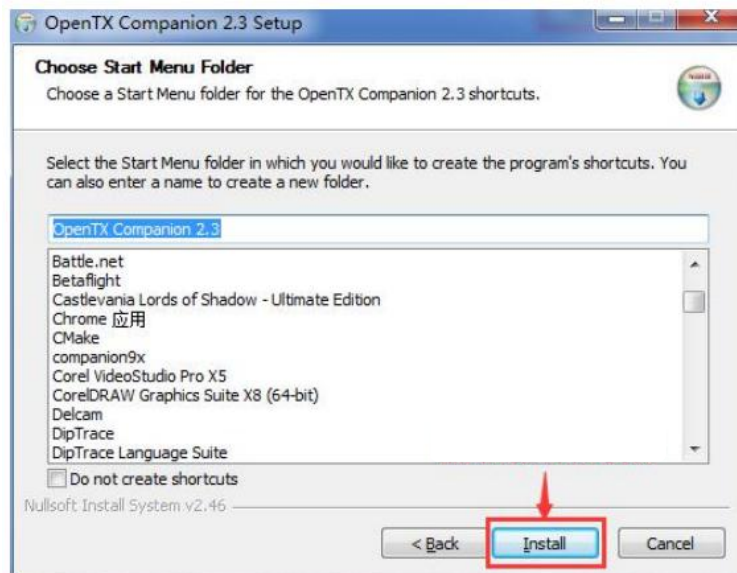 OpenTX Companion 2.3 Setup
Choose Start Menu Folder
Choose a Start Menu folder for the OpenTX Companion 2.3 shortcuts.
Select the Start Menu folder in which you would like to create the program's shortcuts. You
can also enter a name to create a new folder.
OpenTX Companion 2.3
Battle.net
Betaflight
Castlevania Lords of Shadow - Ultimate Edition
Chrome 应用
CMake
companion9x
Corel VideoStudio Pro X5
CorelDRAW Graphics Suite X8 (64-bit)
Delcam
DipTrace
DipTrace Language Suite
Do not create shortcuts
Nullsoft Install System v2.46
< Back
Install
Cancel